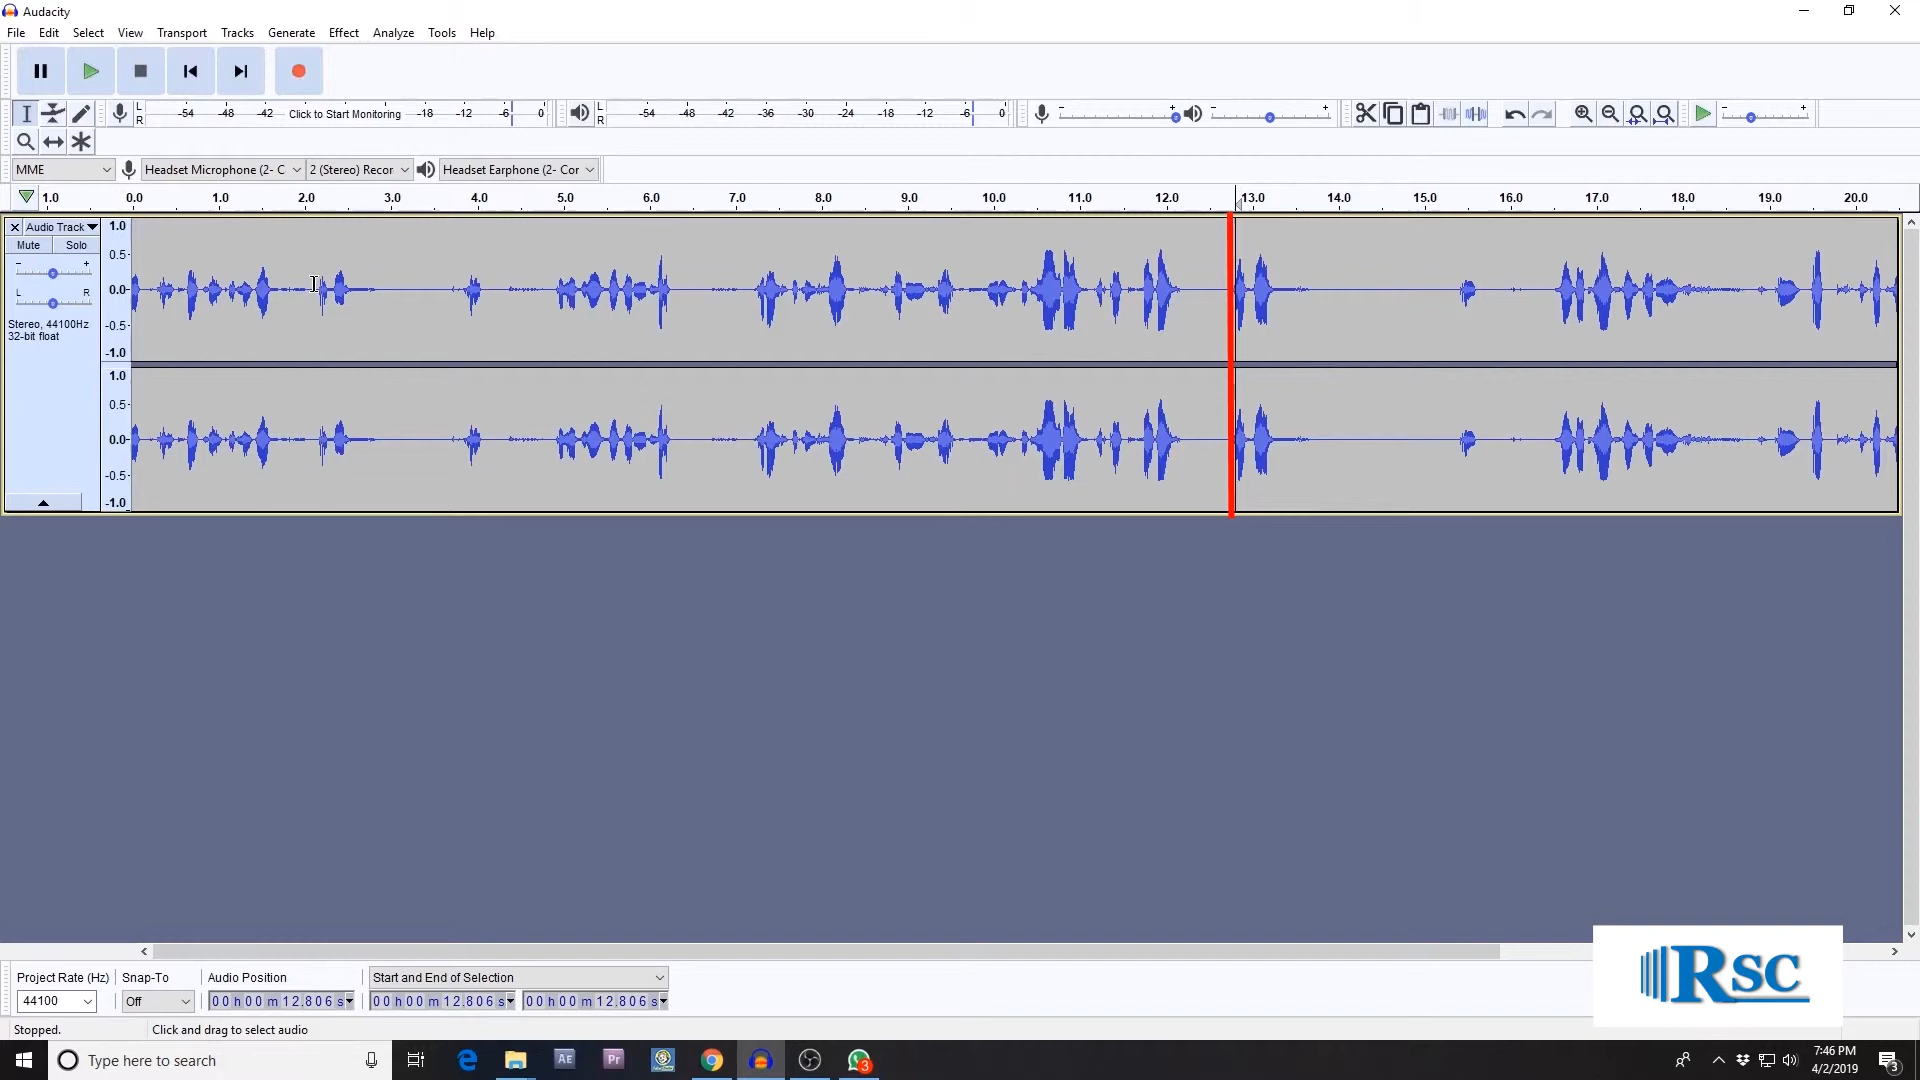 Audacity
File Edit Select View Transport Tracks Generate Effect Analyze Tools Help
L
R
-54 -48 -42 Click to Start Monitoring -18 -12 -6 0
L
R
-54 -48 -42 -36 -30 -24 -18 -12 -6 0
MME Headset Microphone (2- C 2 (Stereo) Recor Headset Earphone (2- Cor
1.0 0.0 1.0 2.0 3.0 4.0 5.0 6.0 7.0 8.0 9.0 10.0 11.0 12.0 13.0 14.0 15.0 16.0 17.0 18.0 19.0 20.0
Audio Track
Mute Solo
- +
L R
Stereo, 44100Hz
32-bit float
1.0
0.5
0.0
-0.5
-1.0
1.0
0.5
0.0
-0.5
-1.0
Project Rate (Hz) Snap-To Audio Position Start and End of Selection
44100 Off 00 h 00 m 12.806 s 00 h 00 m 12.806 s 00 h 00 m 12.806 s
Stopped. Click and drag to select audio
RSC
Type here to search
Ae Pr 3
7:46 PM
4/2/2019
3